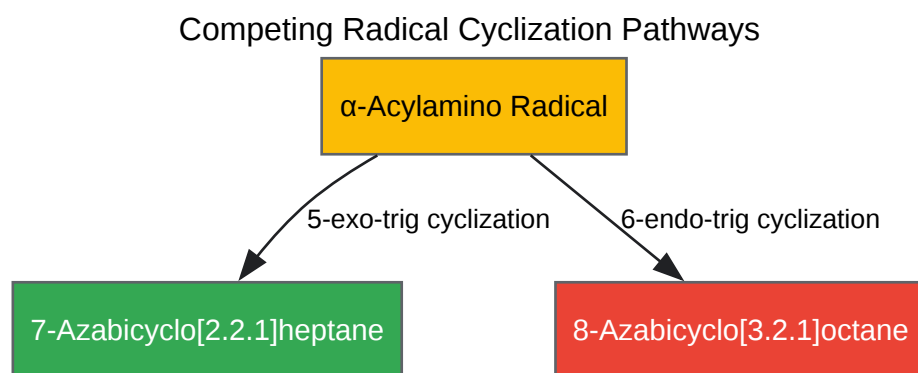 Competing Radical Cyclization Pathways
α-Acylamino Radical
5-exo-trig cyclization
6-endo-trig cyclization
7-Azabicyclo[2.2.1]heptane
8-Azabicyclo[3.2.1]octane